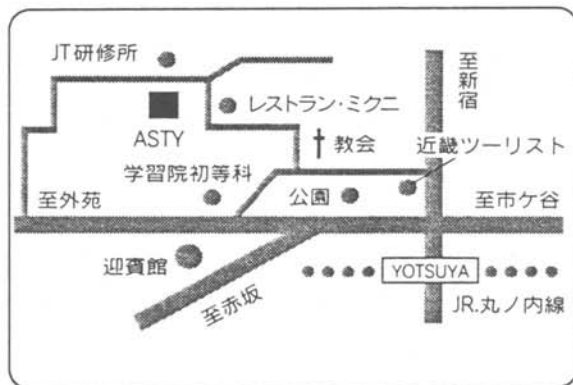 JT研修所
至新宿
レストラン・ミクニ
ASTY
教会
近畿ツーリスト
学習院初等科
公園
至外苑
至市ケ谷
迎賓館
至赤坂
YOTSUYA
JR.丸ノ内線